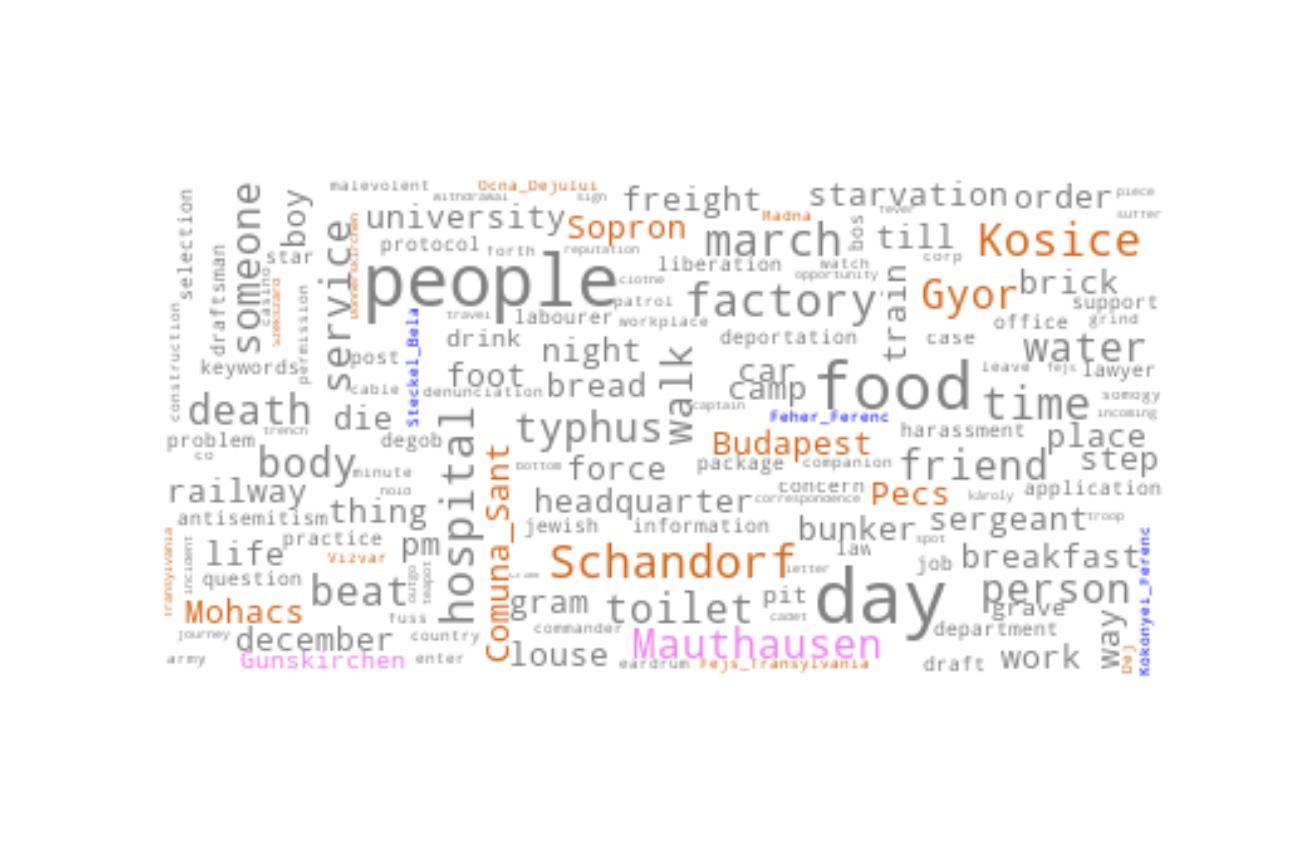 malevolent
Ocna_Dejului
withdrawal
sign
freight
starvation
order
piece
selection
someone
boy
university
Sopron
Radna
fever
suffer
march
bos
till
Kosice
protocol
forth
reputation
star
service
people
clothe
liberation
watch
corp
opportunity
draftsman
casino
Szekszard
permission
patrol
factory
train
Gyor
brick
support
travel
labourer
workplace
office
grind
construction
keywords
post
Steckel_Bela
drink
night
walk
deportation
case
water
foot
bread
car
camp
food
leave
fejs
lawyer
cable
denunciation
captain
time
somogy
incoming
death
die
trench
typhus
Feher_Ferenc
harassment
place
problem
co
degob
hospital
Budapest
body
minute
bottom
force
package
companion
friend
step
railway
Comuna_Sant
headquarter
correspondence
concern
Pecs
károly
application
antisemitism
thing
jewish
information
bunker
sergeant
troop
practice
spot
Transylvania
incident
life
Vizvar
pm
Schandorf
law
job
breakfast
Kokonyei_Ferenc
question
beat
outgo
teapot
letter
day
person
Mohacs
gram
toilet
pit
cadet
grave
fuss
journey
december
country
commander
Mauthausen
department
way
army
Gunskirchen
enter
louse
eardrum
Fejs_Transylvania
draft
work
Dej